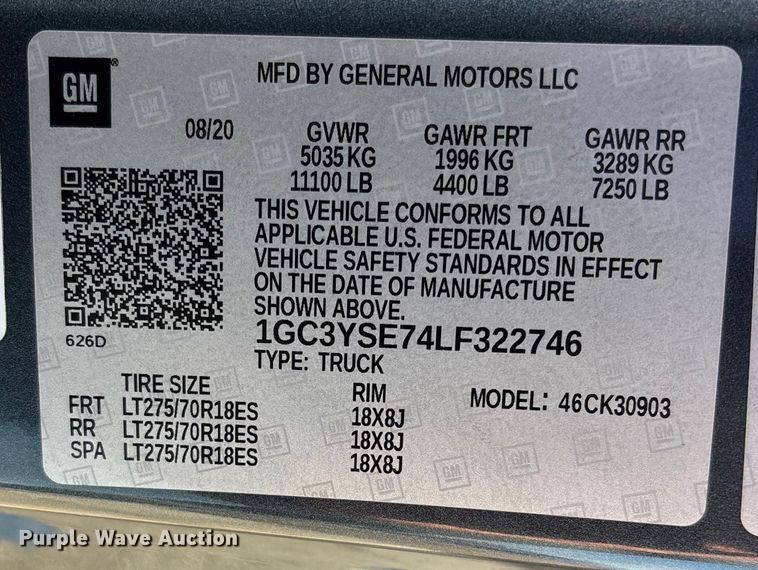 GM®
MFD BY GENERAL MOTORS LLC
08/20 GVWR GAWR FRT GAWR RR
5035 KG 1996 KG 3289 KG
11100 LB 4400 LB 7250 LB
THIS VEHICLE CONFORMS TO ALL
APPLICABLE U.S. FEDERAL MOTOR
VEHICLE SAFETY STANDARDS IN EFFECT
ON THE DATE OF MANUFACTURE
SHOWN ABOVE.
626D
1GC3YSE74LF322746
TYPE: TRUCK
TIRE SIZE RIM MODEL: 46CK30903
FRT LT275/70R18ES 18X8J
RR LT275/70R18ES 18X8J
SPA LT275/70R18ES 18X8J
Purple Wave Auction